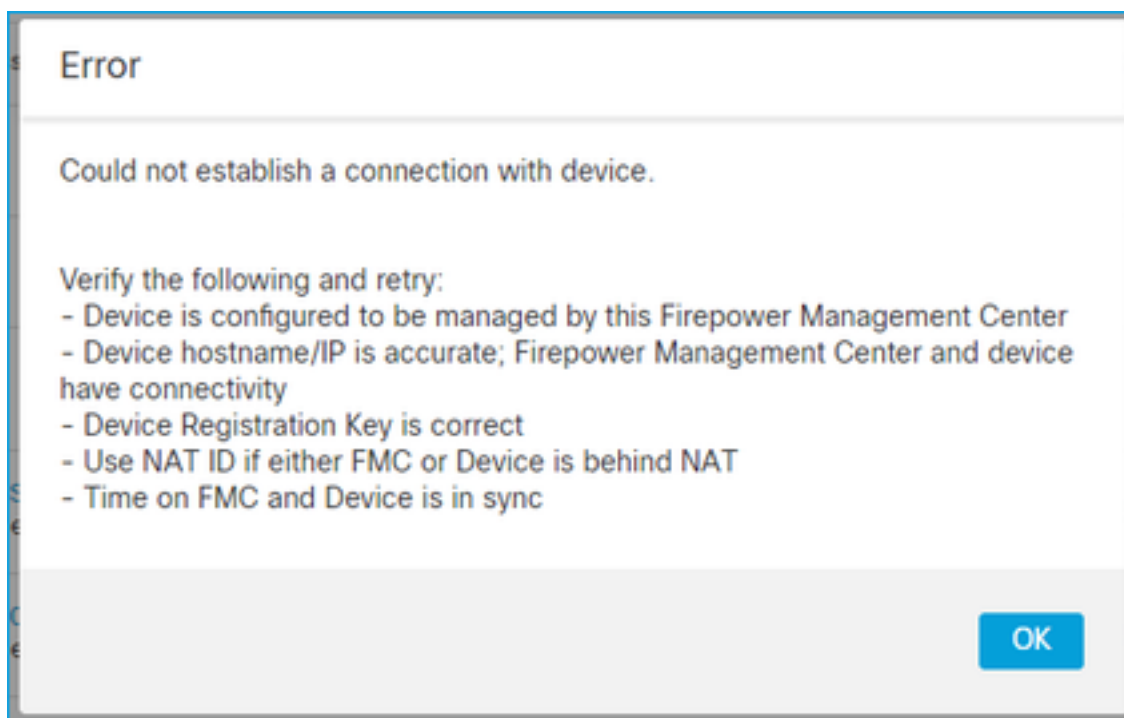 Error
Could not establish a connection with device.
Verify the following and retry:
- Device is configured to be managed by this Firepower Management Center
- Device hostname/IP is accurate; Firepower Management Center and device
have connectivity
- Device Registration Key is correct
- Use NAT ID if either FMC or Device is behind NAT
- Time on FMC and Device is in sync
OK